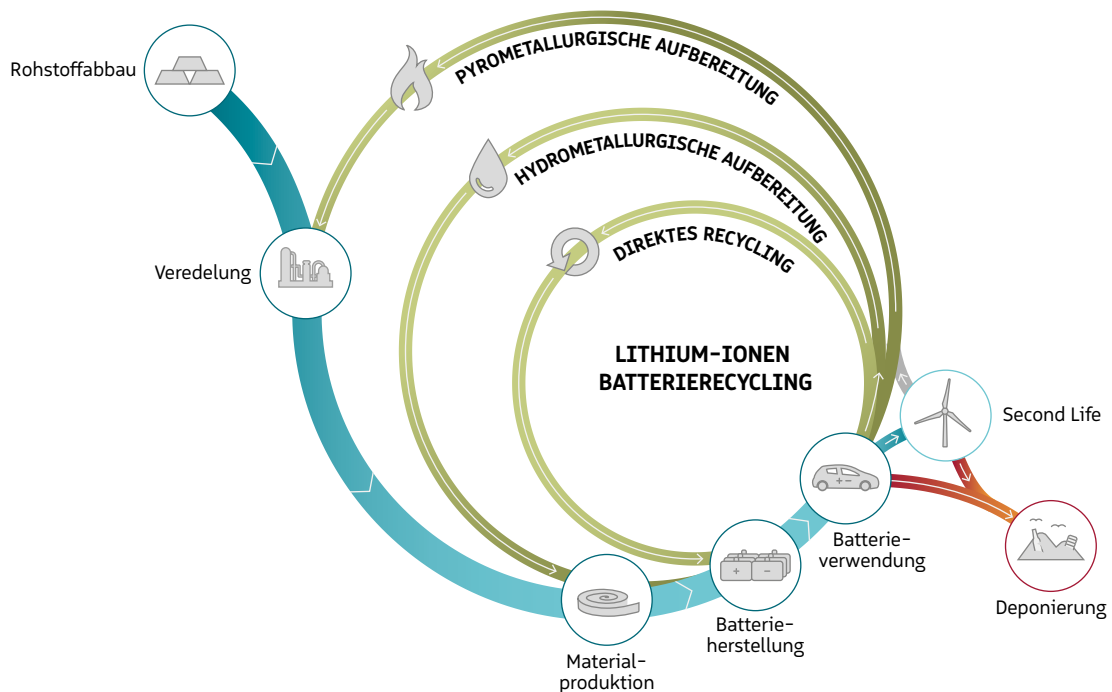 Rohstoffabbau
PYROMETALLURGISCHE AUFBEREITUNG
HYDROMETALLURGISCHE AUFBEREITUNG
DIREKTES RECYCLING
Veredelung
LITHIUM-IONEN
BATTERIERECYCLING
Second Life
+ −
Batterie-
verwendung
+ −
Deponierung
Batterie-
herstellung
Material-
produktion